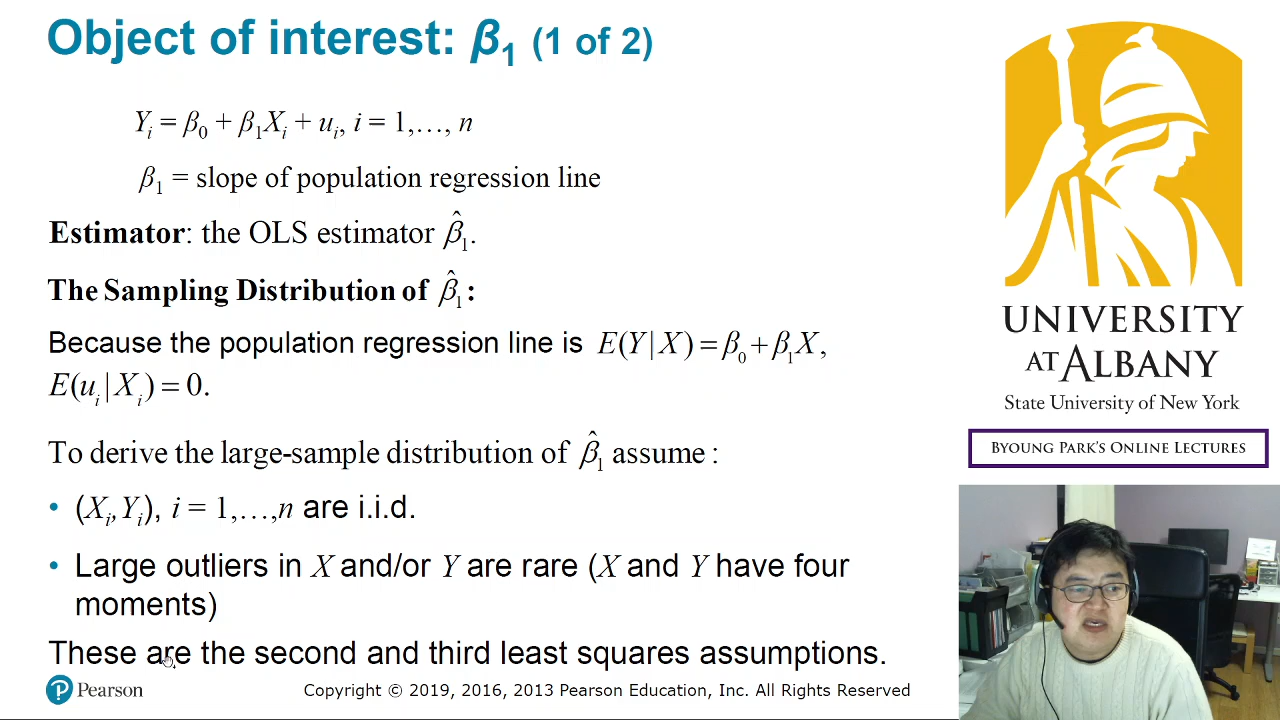 Object of interest: β₁ (1 of 2)
Yᵢ = β₀ + β₁Xᵢ + uᵢ, i = 1,…, n
β₁ = slope of population regression line
Estimator: the OLS estimator β̂₁.
The Sampling Distribution of β̂₁:
Because the population regression line is E(Y | X) = β₀ + β₁X,
E(uᵢ | Xᵢ) = 0.
To derive the large-sample distribution of β̂₁ assume :
• (Xᵢ, Yᵢ), i = 1,…,n are i.i.d.
• Large outliers in X and/or Y are rare (X and Y have four
moments)
These are the second and third least squares assumptions.
Pearson
Copyright © 2019, 2016, 2013 Pearson Education, Inc. All Rights Reserved
UNIVERSITY
AT ALBANY
State University of New York
BYOUNG PARK'S ONLINE LECTURES